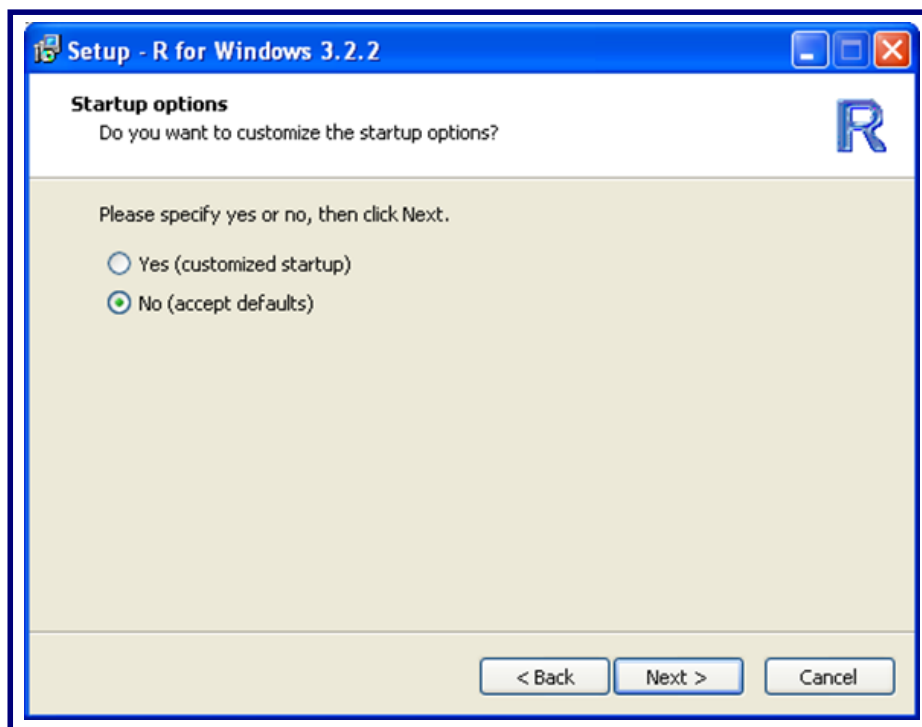 Setup - R for Windows 3.2.2
Startup options
Do you want to customize the startup options?
R
Please specify yes or no, then click Next.
Yes (customized startup)
No (accept defaults)
< Back
Next >
Cancel